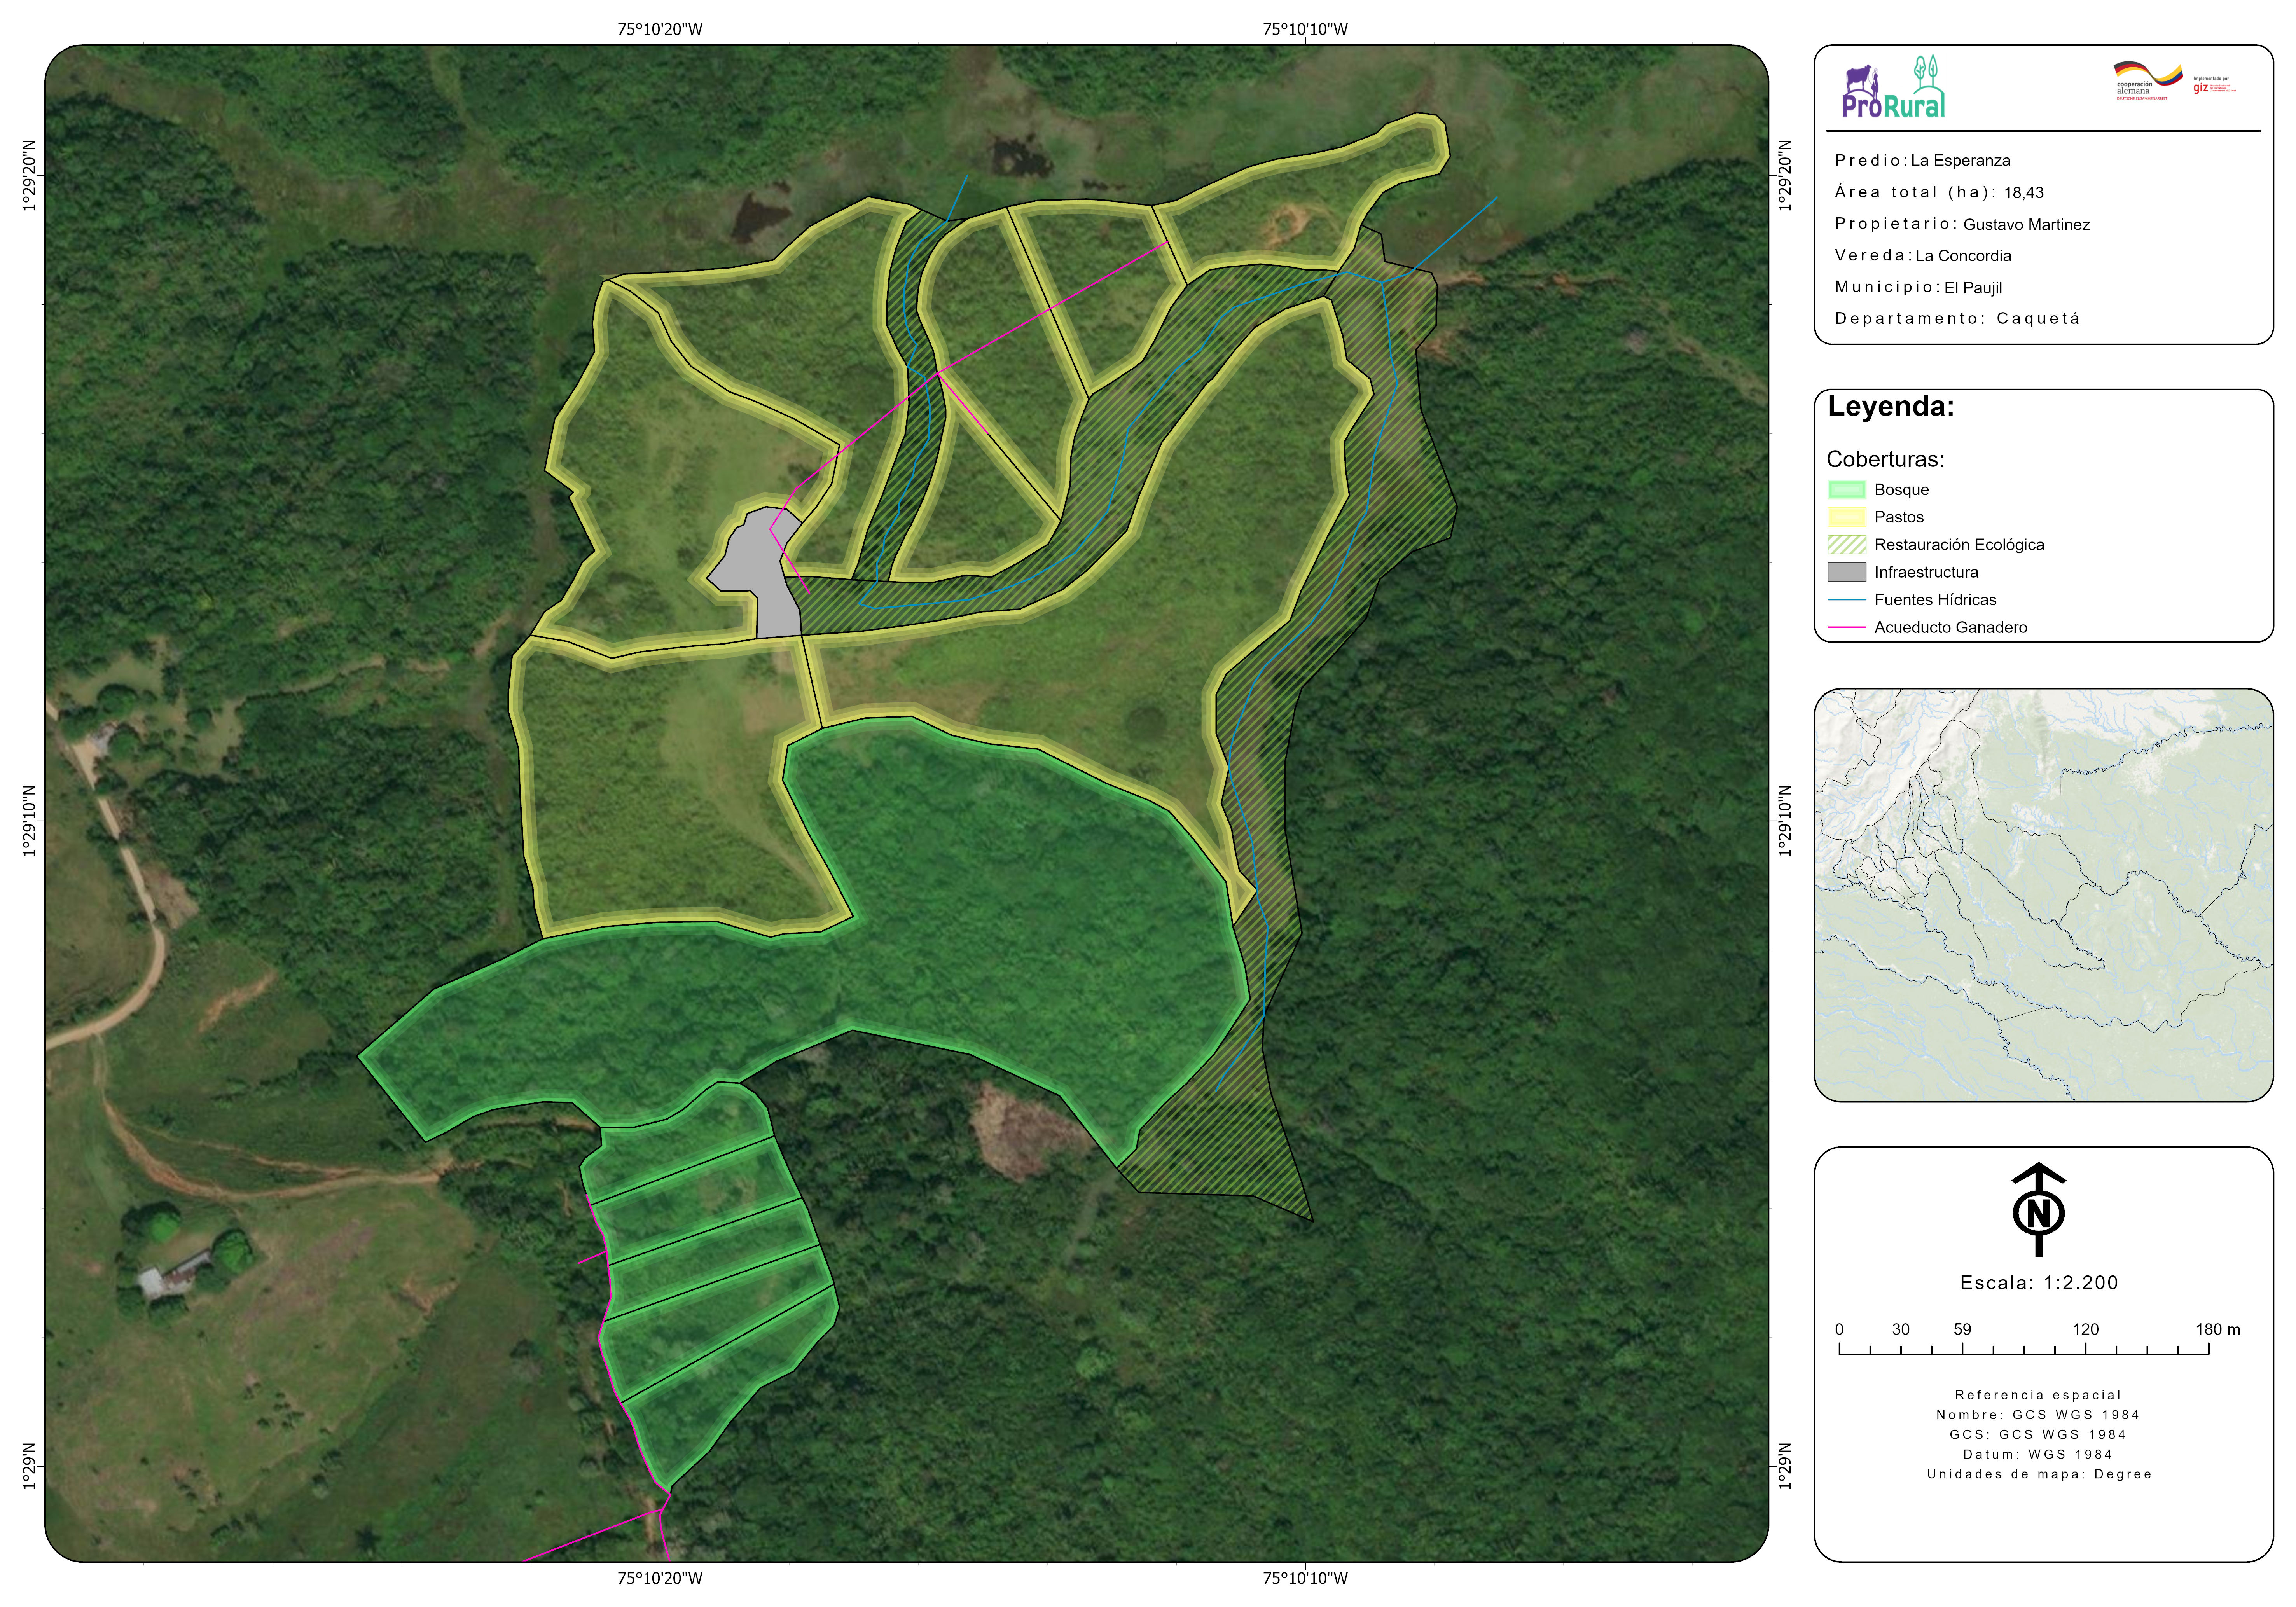 75°10'20"W
75°10'10"W
1°29'20"N
1°29'20"N
1°29'10"N
1°29'10"N
1°29'N
1°29'N
75°10'20"W
75°10'10"W
ProRural
cooperación
alemana
DEUTSCHE ZUSAMMENARBEIT
Implementada por
giz
Predio: La Esperanza
Área total (ha): 18,43
Propietario: Gustavo Martinez
Vereda: La Concordia
Municipio: El Paujil
Departamento: Caquetá
Leyenda:
Coberturas:
Bosque
Pastos
Restauración Ecológica
Infraestructura
Fuentes Hídricas
Acueducto Ganadero
N
Escala: 1:2.200
0 30 59 120 180 m
Referencia espacial
Nombre: GCS WGS 1984
GCS: GCS WGS 1984
Datum: WGS 1984
Unidades de mapa: Degree